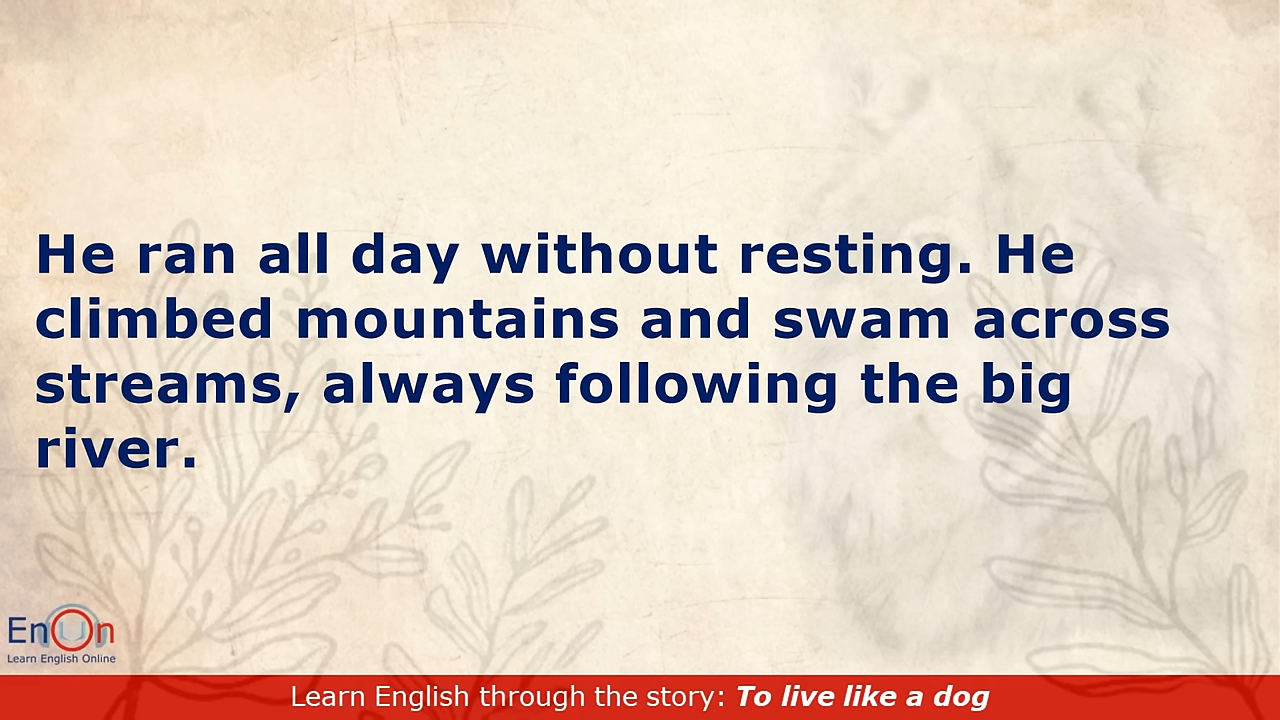 He ran all day without resting. He
climbed mountains and swam across
streams, always following the big
river.
EnOn
Learn English Online
Learn English through the story: To live like a dog